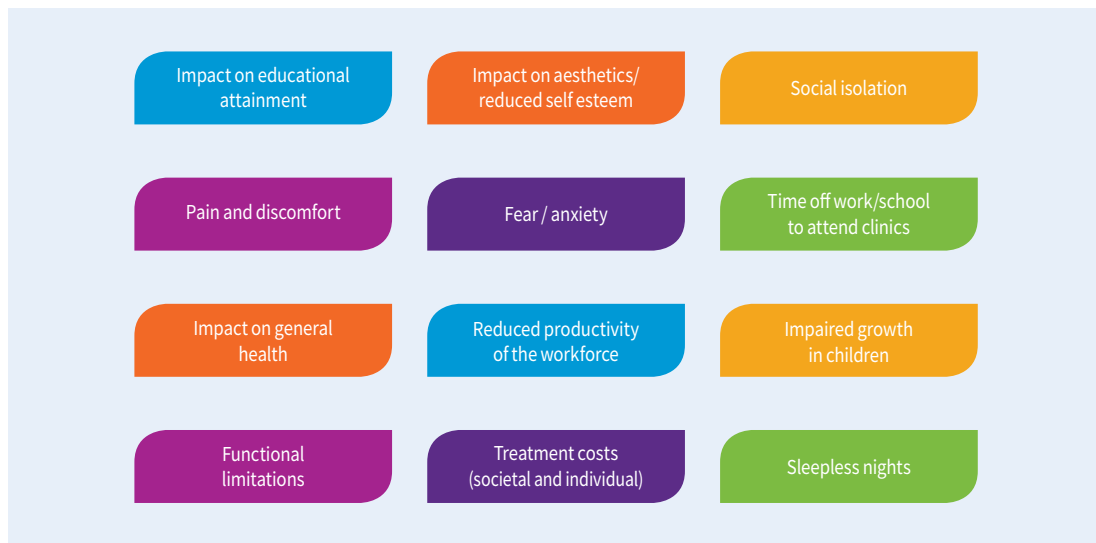 Impact on educational
attainment
Impact on aesthetics/
reduced self esteem
Social isolation
Pain and discomfort
Fear / anxiety
Time off work/school
to attend clinics
Impact on general
health
Reduced productivity
of the workforce
Impaired growth
in children
Functional
limitations
Treatment costs
(societal and individual)
Sleepless nights